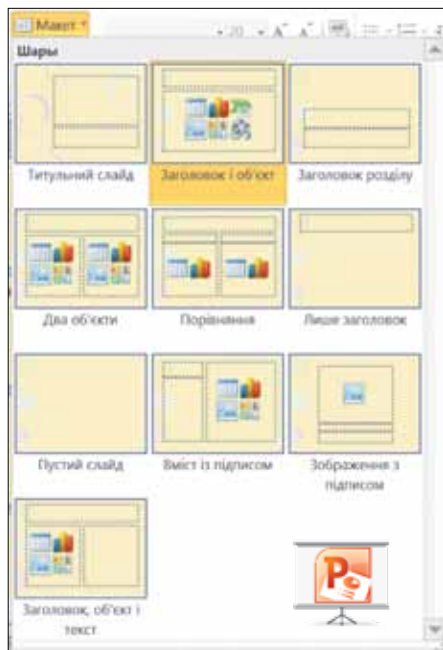 Макет
20
Шары
Титульний слайд
Заголовок і об'єкт
Заголовок розділу
Два об'єкти
Порівняння
Лише заголовок
Пустий слайд
Вміст із підписом
Зображення з
підписом
Заголовок, об'єкт і
текст
P